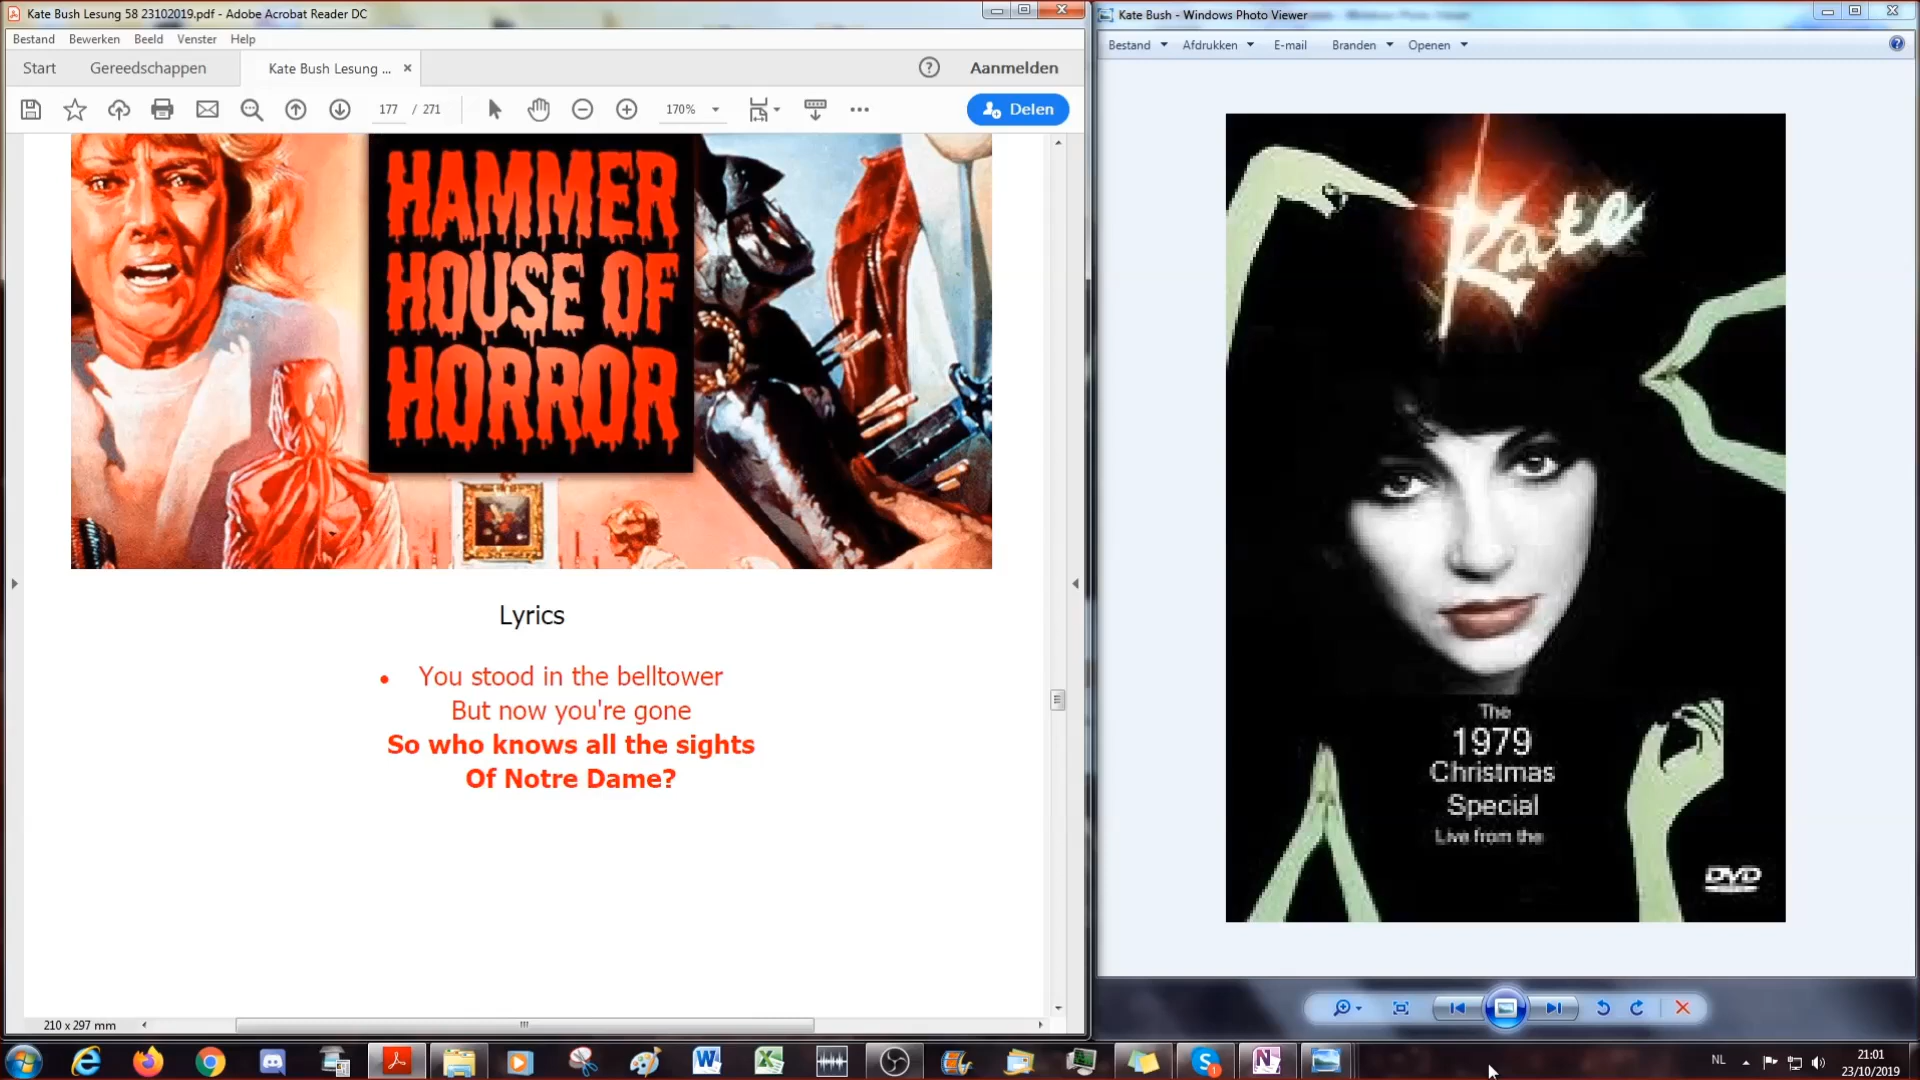 Kate Bush Lesung 58 23102019.pdf - Adobe Acrobat Reader DC
Bestand Bewerken Beeld Venster Help
Start Gereedschappen Kate Bush Lesung ... Aanmelden
177 / 271 170% Delen
HAMMER
HOUSE OF
HORROR
Lyrics
• You stood in the belltower
But now you're gone
So who knows all the sights
Of Notre Dame?
210 x 297 mm
Kate Bush - Windows Photo Viewer
Bestand Afdrukken E-mail Branden Openen
Kate
The
1979
Christmas
Special
Live from the
DVD
NL 21:01
23/10/2019